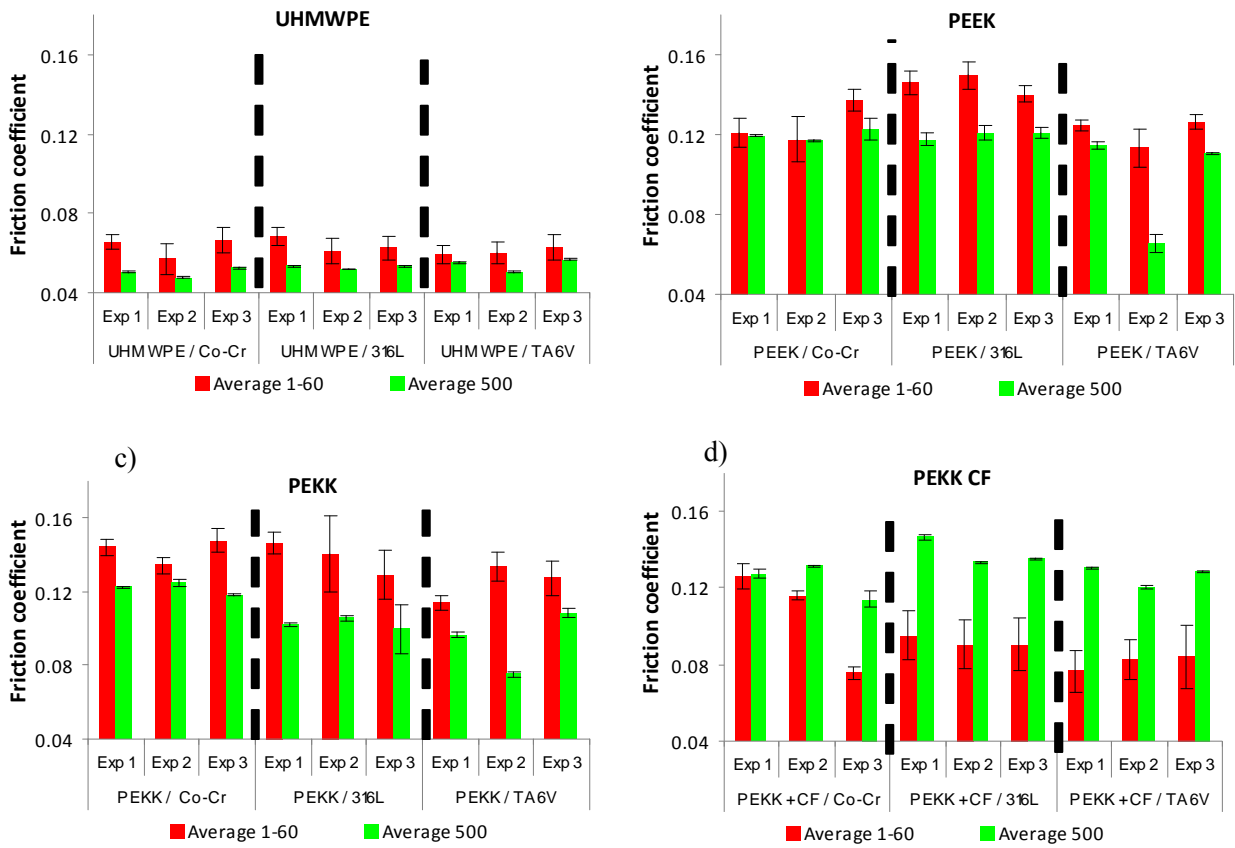 UHMWPE
Friction coefficient
0.16
0.12
0.08
0.04
Exp 1 Exp 2 Exp 3 Exp 1 Exp 2 Exp 3 Exp 1 Exp 2 Exp 3
UHMWPE / Co-Cr UHMWPE / 316L UHMWPE / TA6V
Average 1-60 Average 500
PEEK
Friction coefficient
0.16
0.12
0.08
0.04
Exp 1 Exp 2 Exp 3 Exp 1 Exp 2 Exp 3 Exp 1 Exp 2 Exp 3
PEEK / Co-Cr PEEK / 316L PEEK / TA6V
Average 1-60 Average 500
c)
PEKK
Friction coefficient
0.16
0.12
0.08
0.04
Exp 1 Exp 2 Exp 3 Exp 1 Exp 2 Exp 3 Exp 1 Exp 2 Exp 3
PEKK / Co-Cr PEKK / 316L PEKK / TA6V
Average 1-60 Average 500
d)
PEKK CF
Friction coefficient
0.16
0.12
0.08
0.04
Exp 1 Exp 2 Exp 3 Exp 1 Exp 2 Exp 3 Exp 1 Exp 2 Exp 3
PEKK +CF / Co-Cr PEKK +CF / 316L PEKK +CF / TA6V
Average 1-60 Average 500